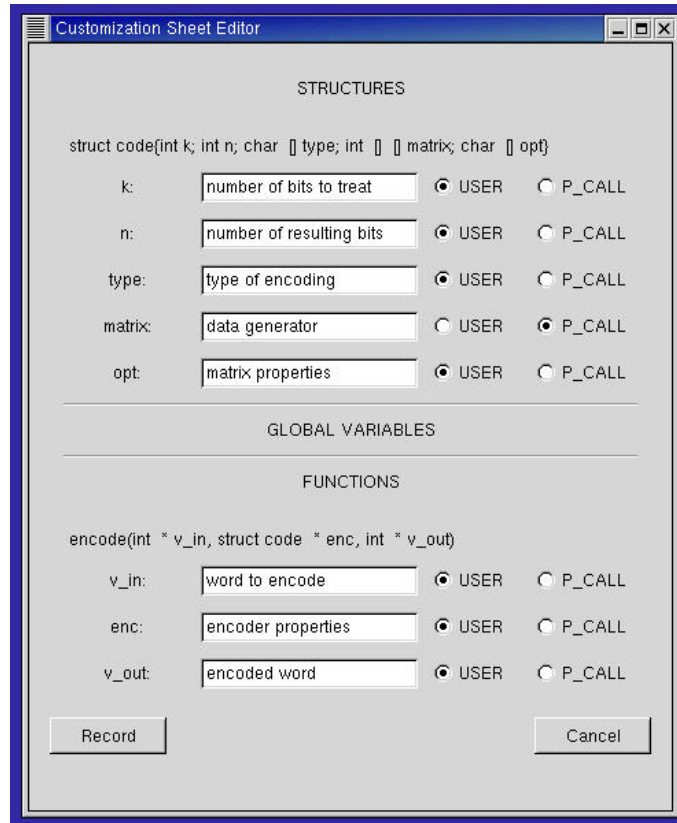 Customization Sheet Editor
STRUCTURES
struct code{int k; int n; char [] type; int [] [] matrix; char [] opt}
k: number of bits to treat USER P_CALL
n: number of resulting bits USER P_CALL
type: type of encoding USER P_CALL
matrix: data generator USER P_CALL
opt: matrix properties USER P_CALL
GLOBAL VARIABLES
FUNCTIONS
encode(int * v_in, struct code * enc, int * v_out)
v_in: word to encode USER P_CALL
enc: encoder properties USER P_CALL
v_out: encoded word USER P_CALL
Record Cancel